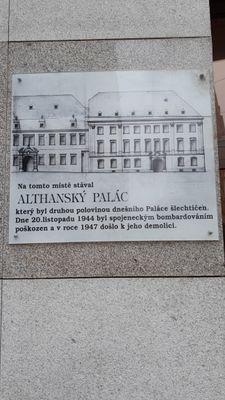 Na tomto místě stával
ALTHANSKÝ PALÁC
který byl druhou polovinou dnešního Paláce šlechtičen.
Dne 20.listopadu 1944 byl spojeneckým bombardováním
poškozen a v roce 1947 došlo k jeho demolici.